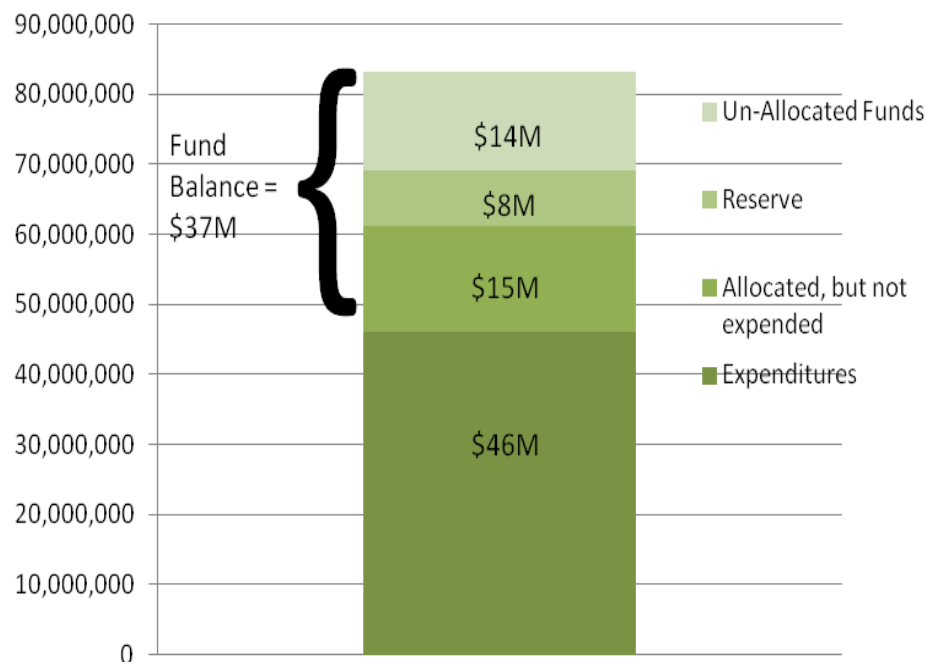 90,000,000
80,000,000
70,000,000
60,000,000
50,000,000
40,000,000
30,000,000
20,000,000
10,000,000
0
Fund
Balance =
$37M
$14M
$8M
$15M
$46M
Un-Allocated Funds
Reserve
Allocated, but not
expended
Expenditures